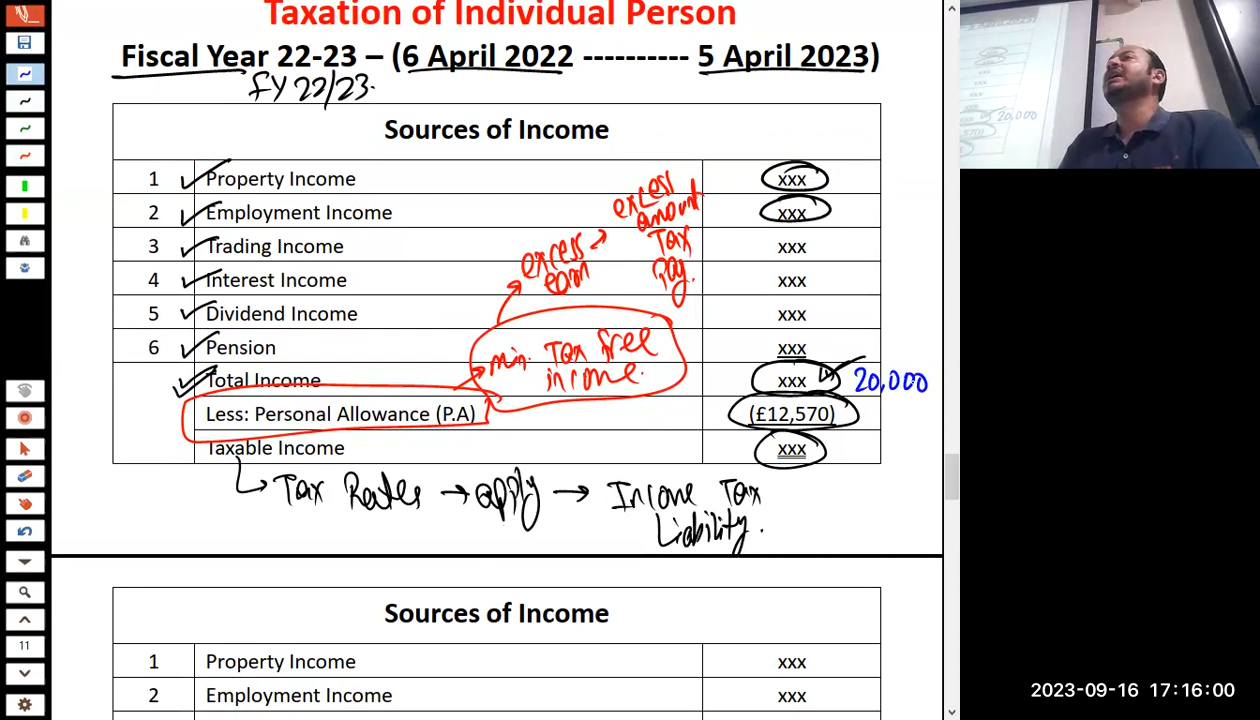 Taxation of Individual Person
Fiscal Year 22-23 – (6 April 2022 ---------- 5 April 2023)
FY 22/23.
Sources of Income
1 Property Income xxx
2 Employment Income xxx
3 Trading Income xxx
4 Interest Income xxx
5 Dividend Income xxx
6 Pension xxx
Total Income xxx 20,000
Less: Personal Allowance (P.A) (£12,570)
Taxable Income xxx
excess
earn
excess
amount
Tax
Pay.
min. Tax free
income.
Tax Rates → apply → Income Tax
Liability.
Sources of Income
1 Property Income xxx
2 Employment Income xxx
11
20,000
2023-09-16 17:16:00